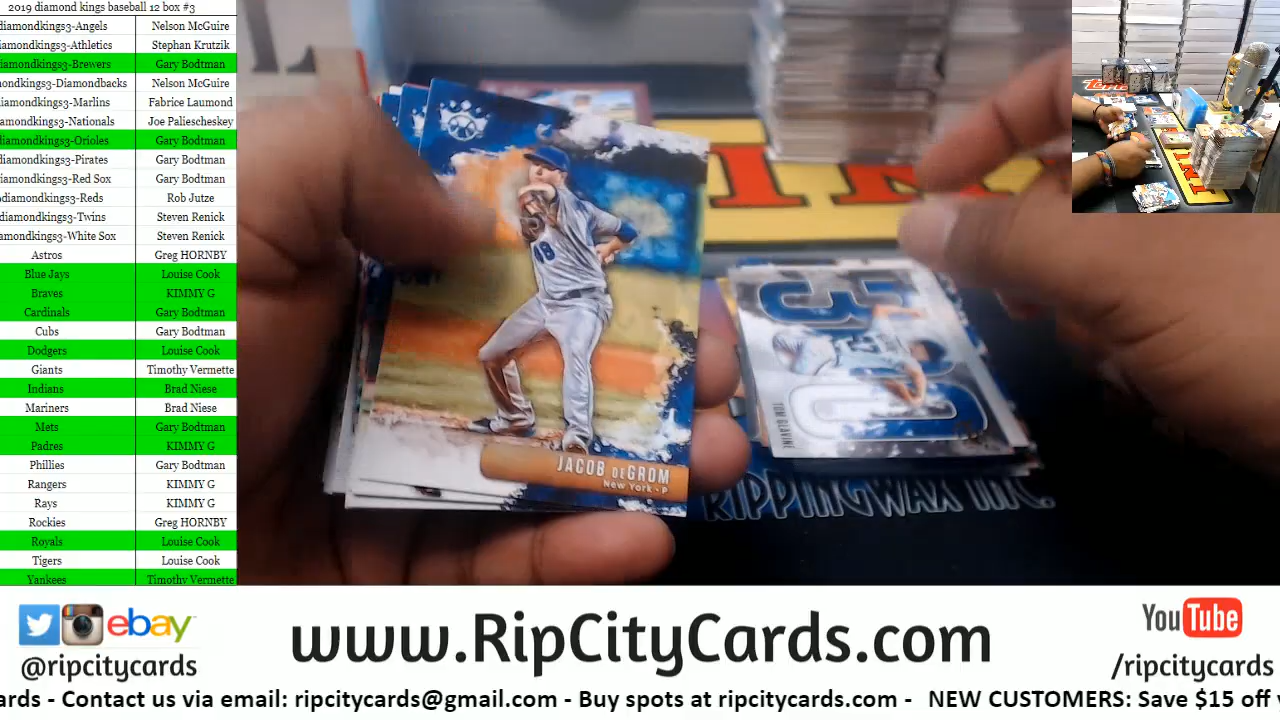 2019 diamond kings baseball 12 box #3
diamondkings3-Angels Nelson McGuire
iamondkings3-Athletics Stephan Krutzik
diamondkings3-Brewers Gary Bodtman
mondkings3-Diamondbacks Nelson McGuire
iamondkings3-Marlins Fabrice Laumond
amondkings3-Nationals Joe Paliescheskey
diamondkings3-Orioles Gary Bodtman
diamondkings3-Pirates Gary Bodtman
iamondkings3-Red Sox Gary Bodtman
diamondkings3-Reds Rob Jutze
diamondkings3-Twins Steven Renick
amondkings3-White Sox Steven Renick
Astros Greg HORNBY
Blue Jays Louise Cook
Braves KIMMY G
Cardinals Gary Bodtman
Cubs Gary Bodtman
Dodgers Louise Cook
Giants Timothy Vermette
Indians Brad Niese
Mariners Brad Niese
Mets Gary Bodtman
Padres KIMMY G
Phillies Gary Bodtman
Rangers KIMMY G
Rays KIMMY G
Rockies Greg HORNBY
Royals Louise Cook
Tigers Louise Cook
Yankees Timothy Vermette
48
JACOB deGROM
New York • P
TOM GLAVINE
RIPPINGWAX INC.
ebay
@ripcitycards
www.RipCityCards.com
YouTube
/ripcitycards
ards - Contact us via email: ripcitycards@gmail.com - Buy spots at ripcitycards.com - NEW CUSTOMERS: Save $15 off